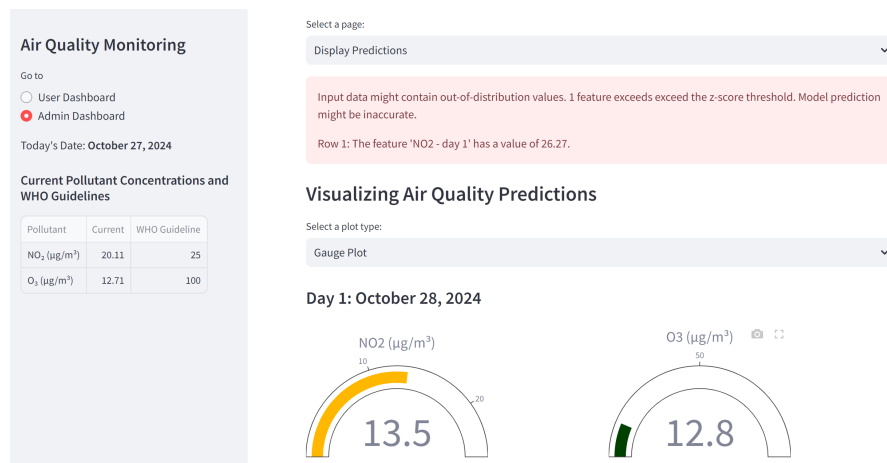 Air Quality Monitoring
Go to
User Dashboard
Admin Dashboard
Today's Date: October 27, 2024
Current Pollutant Concentrations and
WHO Guidelines
Pollutant Current WHO Guideline
NO₂ (µg/m³) 20.11 25
O₃ (µg/m³) 12.71 100
Select a page:
Display Predictions
Input data might contain out-of-distribution values. 1 feature exceeds exceed the z-score threshold. Model prediction
might be inaccurate.
Row 1: The feature 'NO2 - day 1' has a value of 26.27.
Visualizing Air Quality Predictions
Select a plot type:
Gauge Plot
Day 1: October 28, 2024
NO2 (µg/m³)
10
20
13.5
O3 (µg/m³)
50
12.8